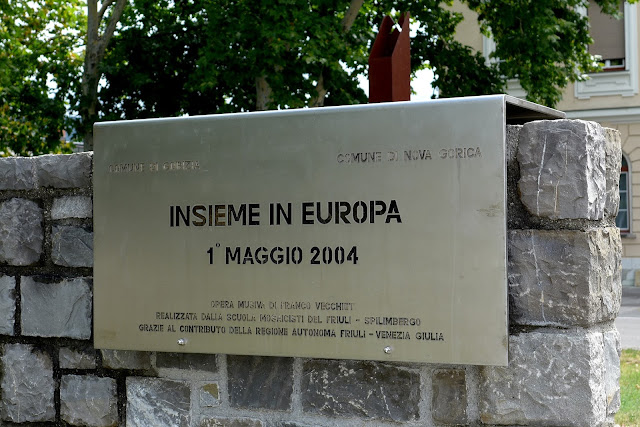 COMUNE DI GORIZIA
COMUNE DI NOVA GORICA
INSIEME IN EUROPA
1° MAGGIO 2004
OPERA MUSIVA DI FRANCO VECCHIET
REALIZZATA DALLA SCUOLA MOSAICISTI DEL FRIULI - SPILIMBERGO
GRAZIE AL CONTRIBUTO DELLA REGIONE AUTONOMA FRIULI - VENEZIA GIULIA